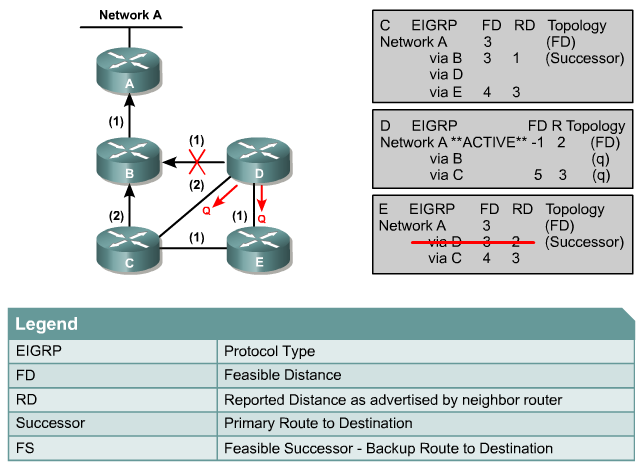 Network A
A
(1)
(1)
B
D
(2)
Q
Q
(2)
(1)
(1)
C
E
C EIGRP FD RD Topology
Network A 3 (FD)
via B 3 1 (Successor)
via D
via E 4 3
D EIGRP FD R Topology
Network A **ACTIVE** -1 2 (FD)
via B (q)
via C 5 3 (q)
E EIGRP FD RD Topology
Network A 3 (FD)
via D 3 2 (Successor)
via C 4 3
Legend
EIGRP Protocol Type
FD Feasible Distance
RD Reported Distance as advertised by neighbor router
Successor Primary Route to Destination
FS Feasible Successor - Backup Route to Destination